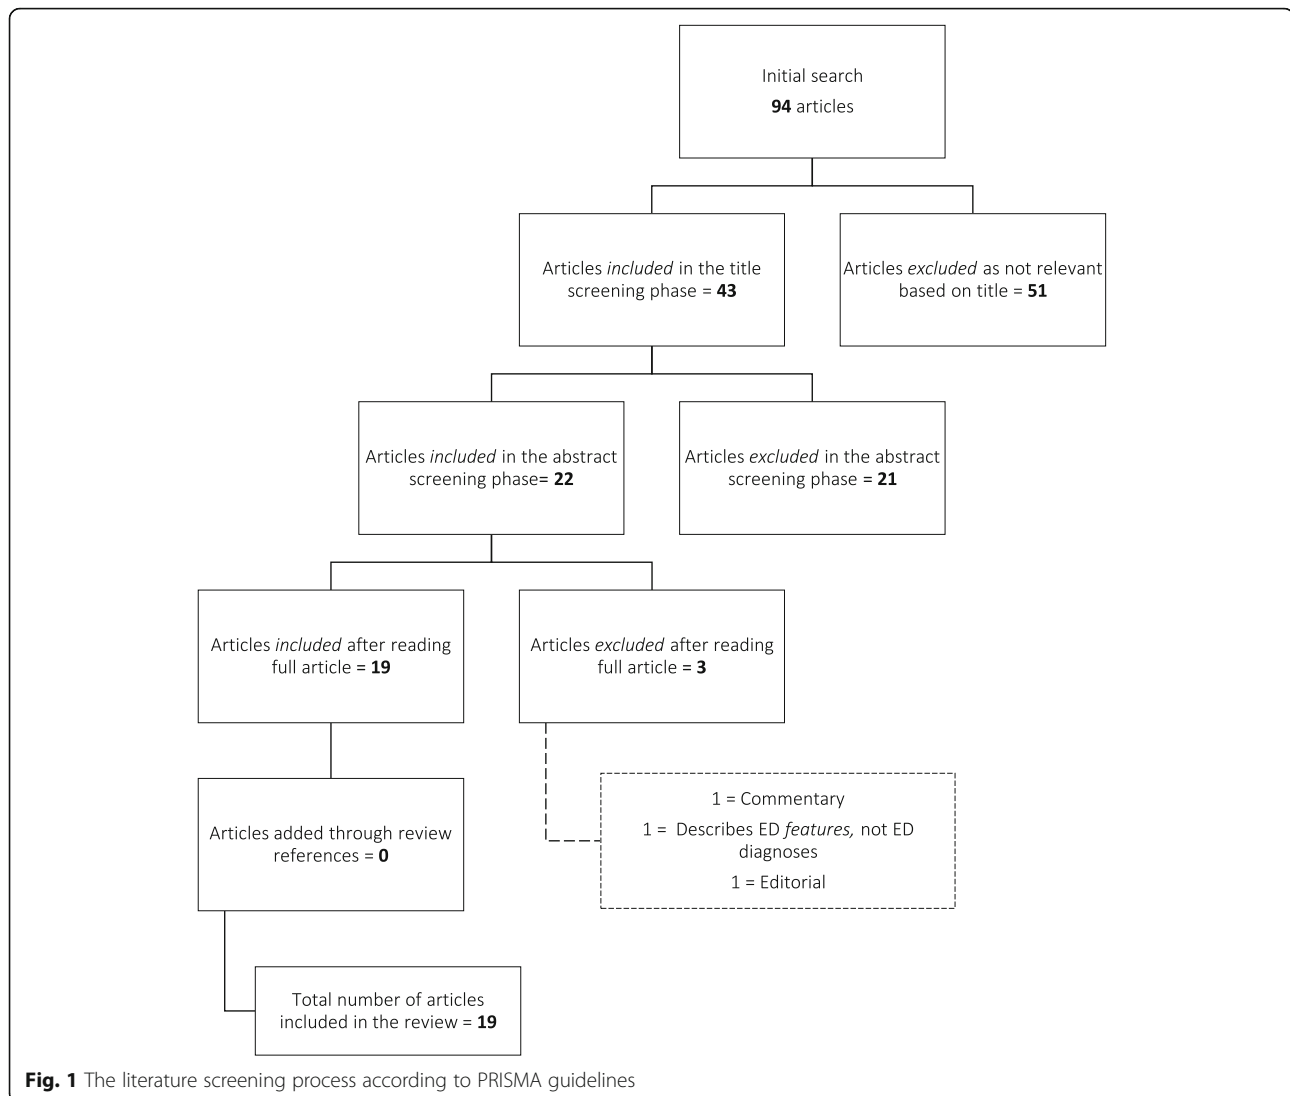 Initial search
94 articles
Articles included in the title
screening phase = 43
Articles excluded as not relevant
based on title = 51
Articles included in the abstract
screening phase= 22
Articles excluded in the abstract
screening phase = 21
Articles included after reading
full article = 19
Articles excluded after reading
full article = 3
1 = Commentary
1 = Describes ED features, not ED
diagnoses
1 = Editorial
Articles added through review
references = 0
Total number of articles
included in the review = 19
Fig. 1 The literature screening process according to PRISMA guidelines